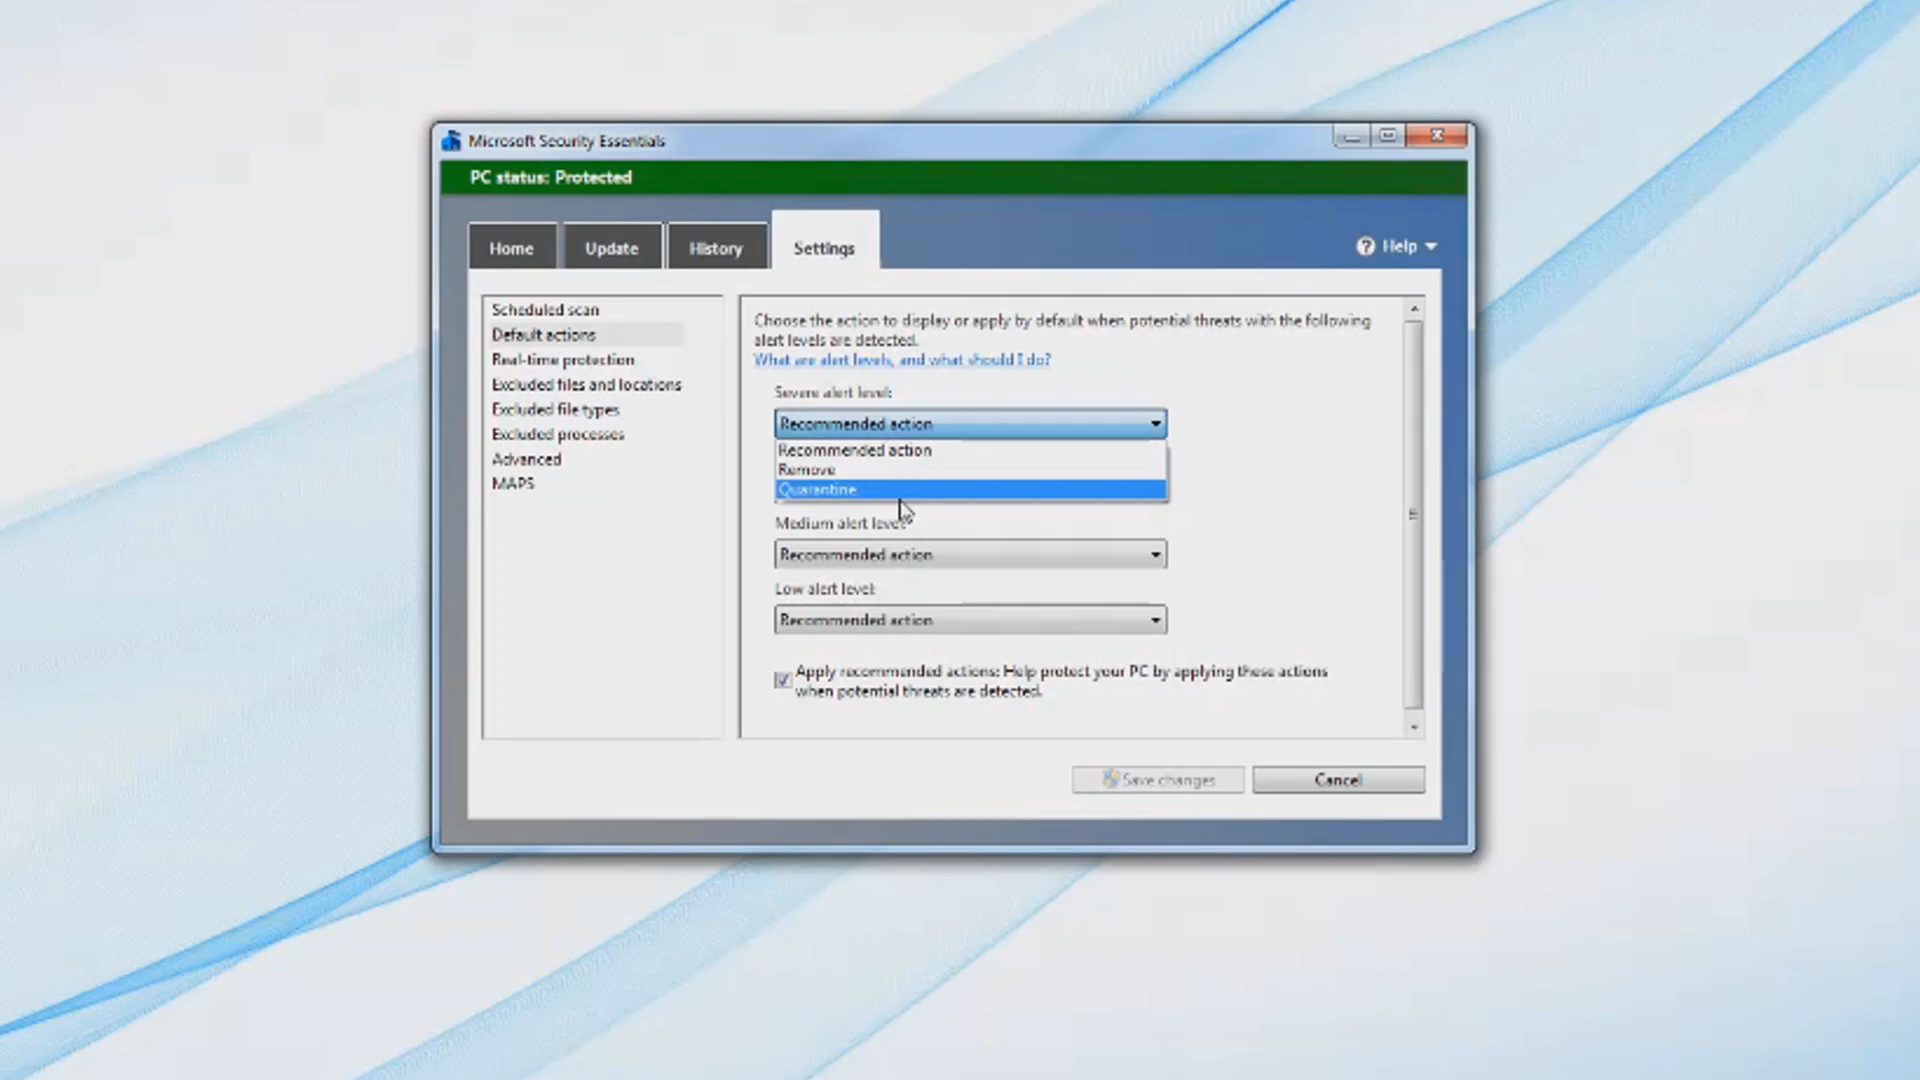 Microsoft Security Essentials
PC status: Protected
Home
Update
History
Settings
Help
Scheduled scan
Default actions
Real-time protection
Excluded files and locations
Excluded file types
Excluded processes
Advanced
MAPS
Choose the action to display or apply by default when potential threats with the following
alert levels are detected.
What are alert levels, and what should I do?
Severe alert level:
Recommended action
Recommended action
Remove
Quarantine
Medium alert level:
Recommended action
Low alert level:
Recommended action
Apply recommended actions: Help protect your PC by applying these actions
when potential threats are detected.
Save changes
Cancel